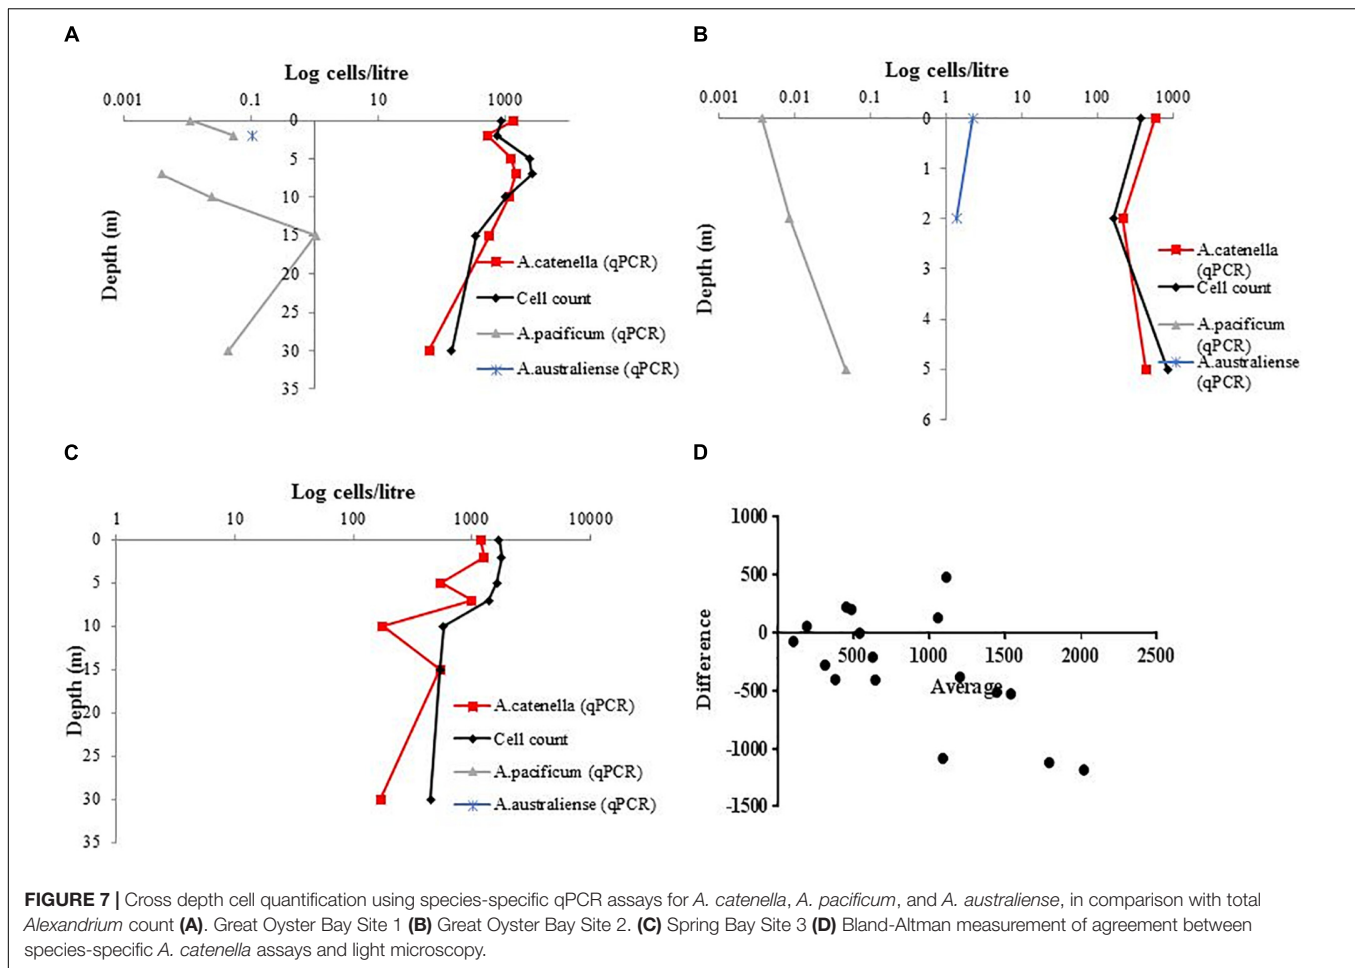 A
Log cells/litre
0.001 0.1 10 1000
0
5
10
15
20
25
30
35
Depth (m)
A.catenella (qPCR)
Cell count
A.pacificum (qPCR)
A.australiense (qPCR)
B
Log cells/litre
0.001 0.01 0.1 1 10 100 1000
0
1
2
3
4
5
6
Depth (m)
A.catenella
(qPCR)
Cell count
A.pacificum
(qPCR)
A.australiense
(qPCR)
C
Log cells/litre
1 10 100 1000 10000
0
5
10
15
20
25
30
35
Depth (m)
A.catenella (qPCR)
Cell count
A.pacificum (qPCR)
A.australiense (qPCR)
D
1000
500
0
-500
-1000
-1500
Difference
500 1000 1500 2000 2500
Average
FIGURE 7 | Cross depth cell quantification using species-specific qPCR assays for A. catenella, A. pacificum, and A. australiense, in comparison with total
Alexandrium count (A). Great Oyster Bay Site 1 (B) Great Oyster Bay Site 2. (C) Spring Bay Site 3 (D) Bland-Altman measurement of agreement between
species-specific A. catenella assays and light microscopy.